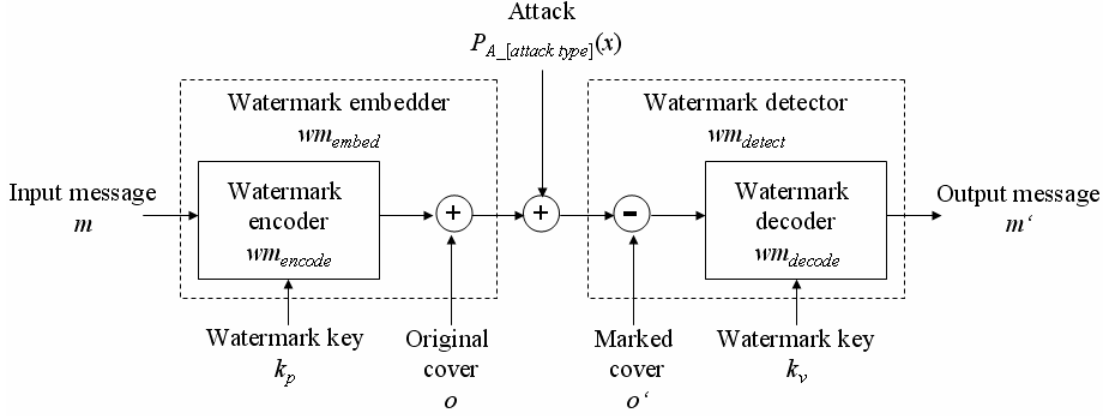 Attack
P_A_[attack type](x)
Watermark embedder
wm_embed
Watermark detector
wm_detect
Input message
m
Watermark
encoder
wm_encode
+
+
-
Watermark
decoder
wm_decode
Output message
m‘
Watermark key
k_p
Original
cover
o
Marked
cover
o‘
Watermark key
k_v